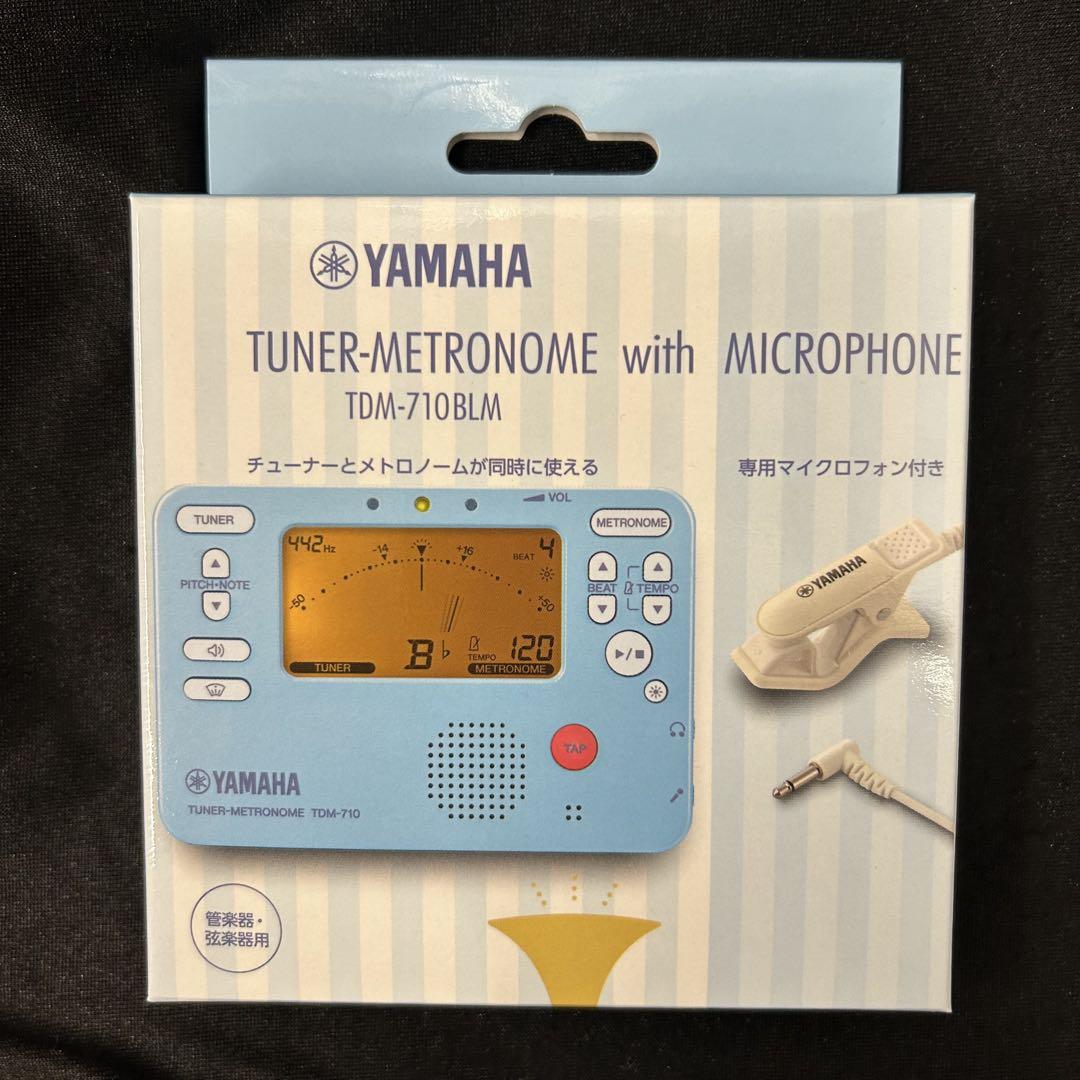 YAMAHA
TUNER-METRONOME with MICROPHONE
TDM-710BLM
チューナーとメトロノームが同時に使える
専用マイクロフォン付き
VOL
TUNER
METRONOME
442Hz
-14
+16
BEAT 4
PITCH•NOTE
BEAT
TEMPO
-50
+50
B♭
TEMPO 120
TUNER
METRONOME
TAP
YAMAHA
TUNER-METRONOME TDM-710
YAMAHA
管楽器・
弦楽器用